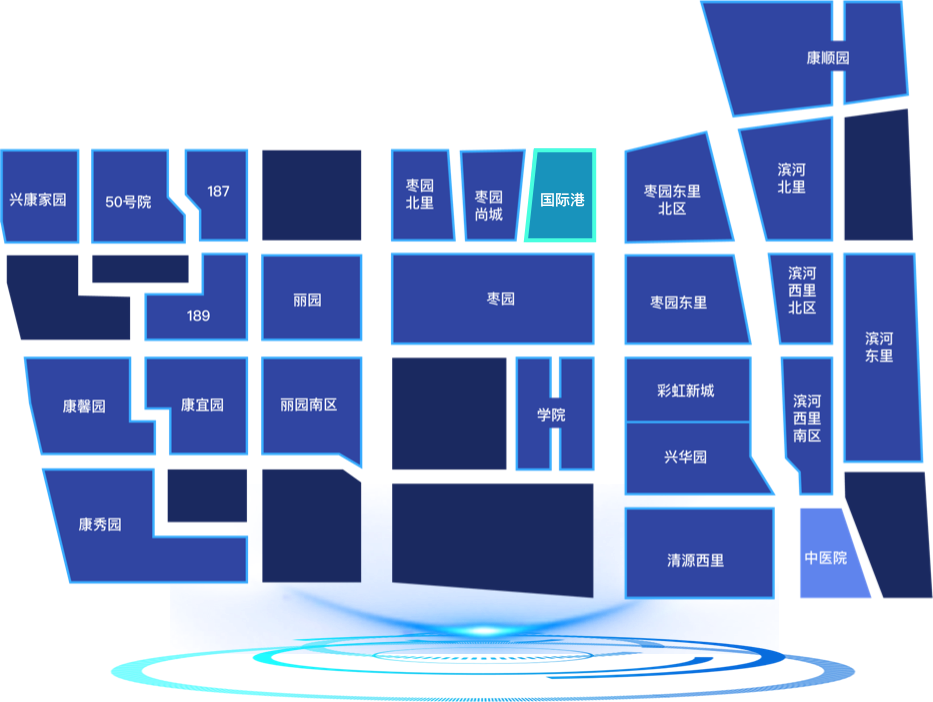 康顺园
兴康家园
50号院
187
枣园
北里
枣园
尚城
国际港
枣园东里
北区
滨河
北里
189
丽园
枣园
枣园东里
滨河
西里
北区
滨河
东里
康馨园
康宜园
丽园南区
学院
彩虹新城
兴华园
滨河
西里
南区
康秀园
清源西里
中医院